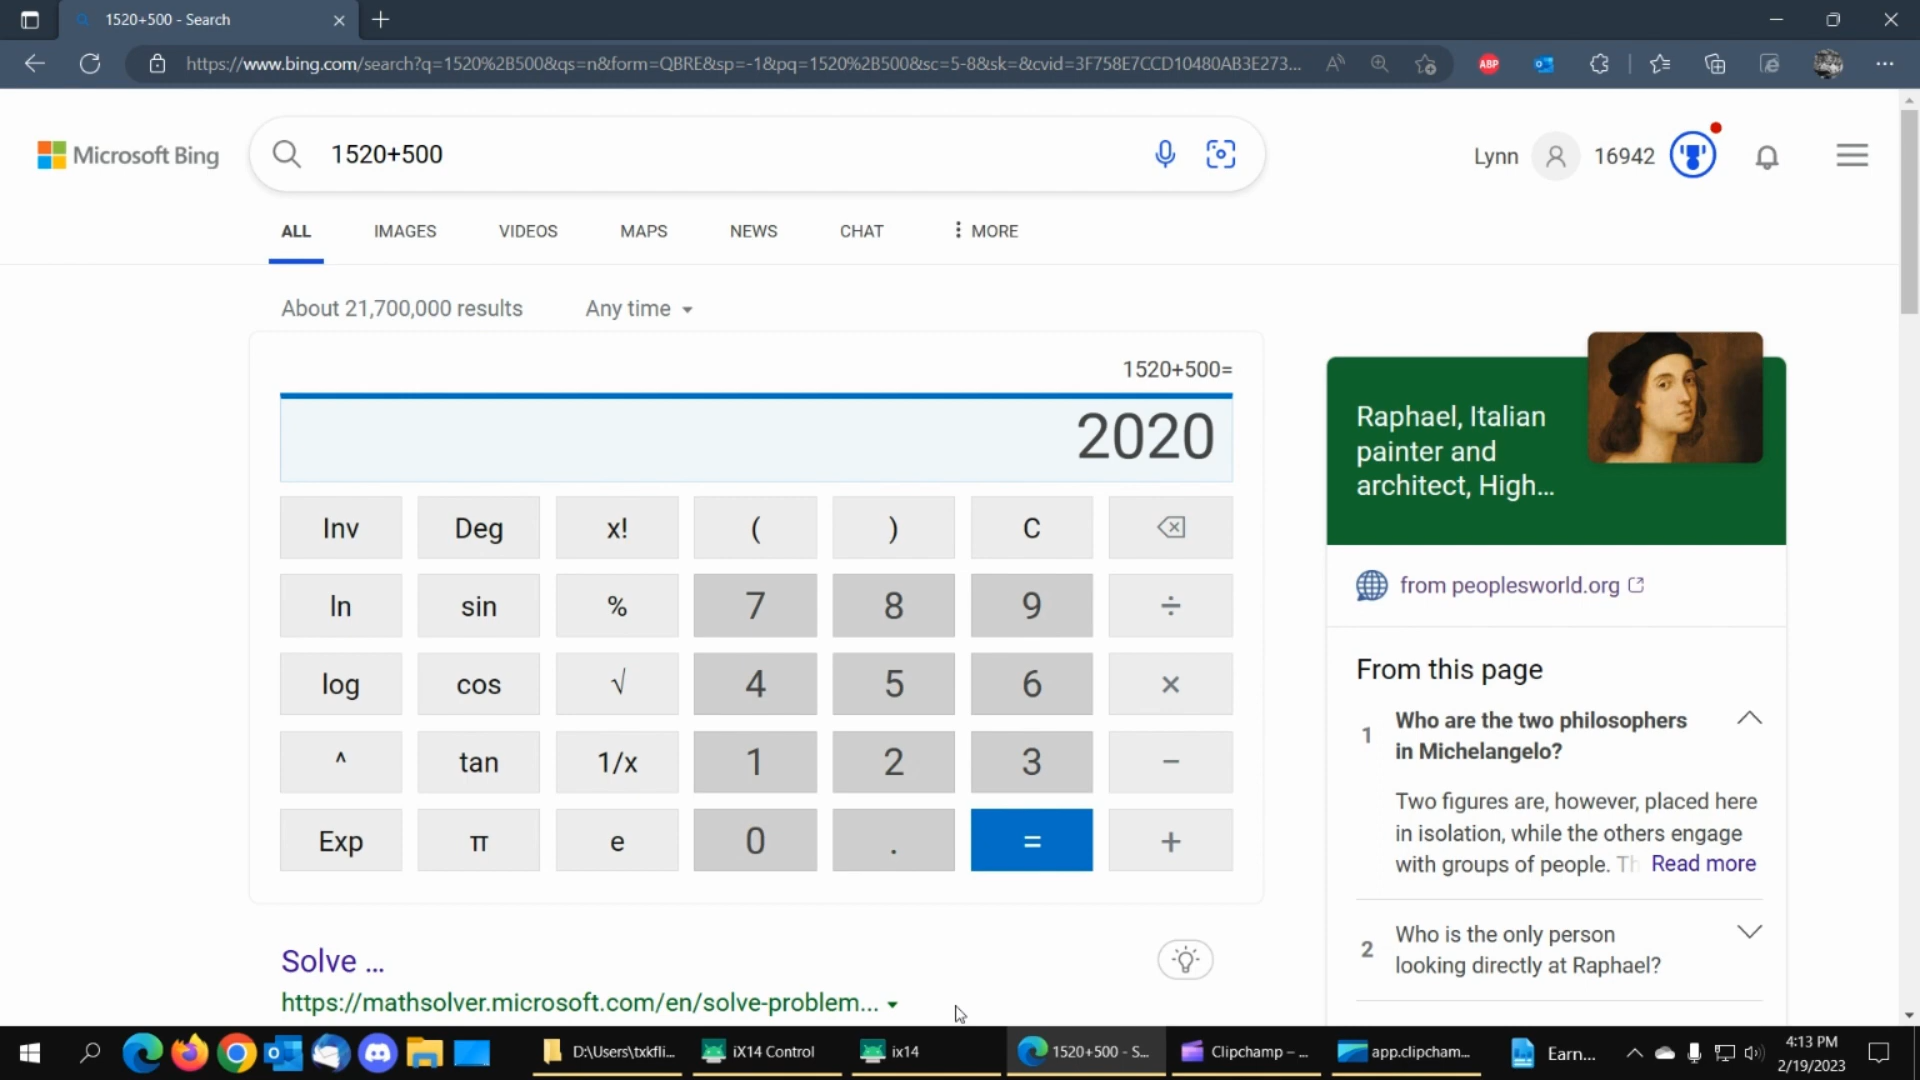 1520+500 - Search
https://www.bing.com/search?q=1520%2B500&qs=n&form=QBRE&sp=-1&pq=1520%2B500&sc=5-8&sk=&cvid=3F758E7CCD10480AB3E273...
ABP
Microsoft Bing
1520+500
Lynn
16942
ALL
IMAGES
VIDEOS
MAPS
NEWS
CHAT
MORE
About 21,700,000 results
Any time
1520+500=
2020
Inv Deg x! ( ) C
ln sin % 7 8 9 ÷
log cos √ 4 5 6 ×
^ tan 1/x 1 2 3 −
Exp π e 0 . = +
Solve ...
https://mathsolver.microsoft.com/en/solve-problem...
Raphael, Italian
painter and
architect, High...
from peoplesworld.org
From this page
1
Who are the two philosophers
in Michelangelo?
Two figures are, however, placed here
in isolation, while the others engage
with groups of people. Th Read more
2
Who is the only person
looking directly at Raphael?
D:\Users\txkfli...
iX14 Control
ix14
1520+500 - S...
Clipchamp – ...
app.clipcham...
Earn...
4:13 PM
2/19/2023